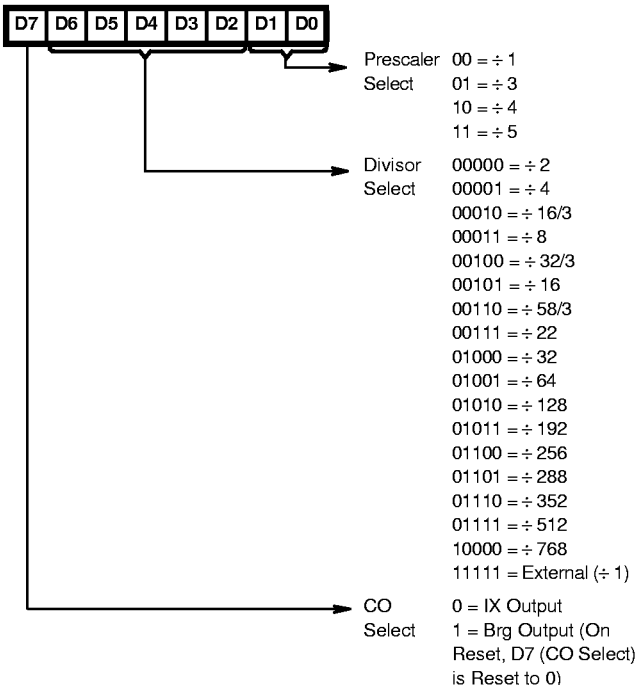 D7 D6 D5 D4 D3 D2 D1 D0
Prescaler 00 = ÷ 1
Select 01 = ÷ 3
10 = ÷ 4
11 = ÷ 5
Divisor 00000 = ÷ 2
Select 00001 = ÷ 4
00010 = ÷ 16/3
00011 = ÷ 8
00100 = ÷ 32/3
00101 = ÷ 16
00110 = ÷ 58/3
00111 = ÷ 22
01000 = ÷ 32
01001 = ÷ 64
01010 = ÷ 128
01011 = ÷ 192
01100 = ÷ 256
01101 = ÷ 288
01110 = ÷ 352
01111 = ÷ 512
10000 = ÷ 768
11111 = External (÷ 1)
CO 0 = IX Output
Select 1 = Brg Output (On
Reset, D7 (CO Select)
is Reset to 0)